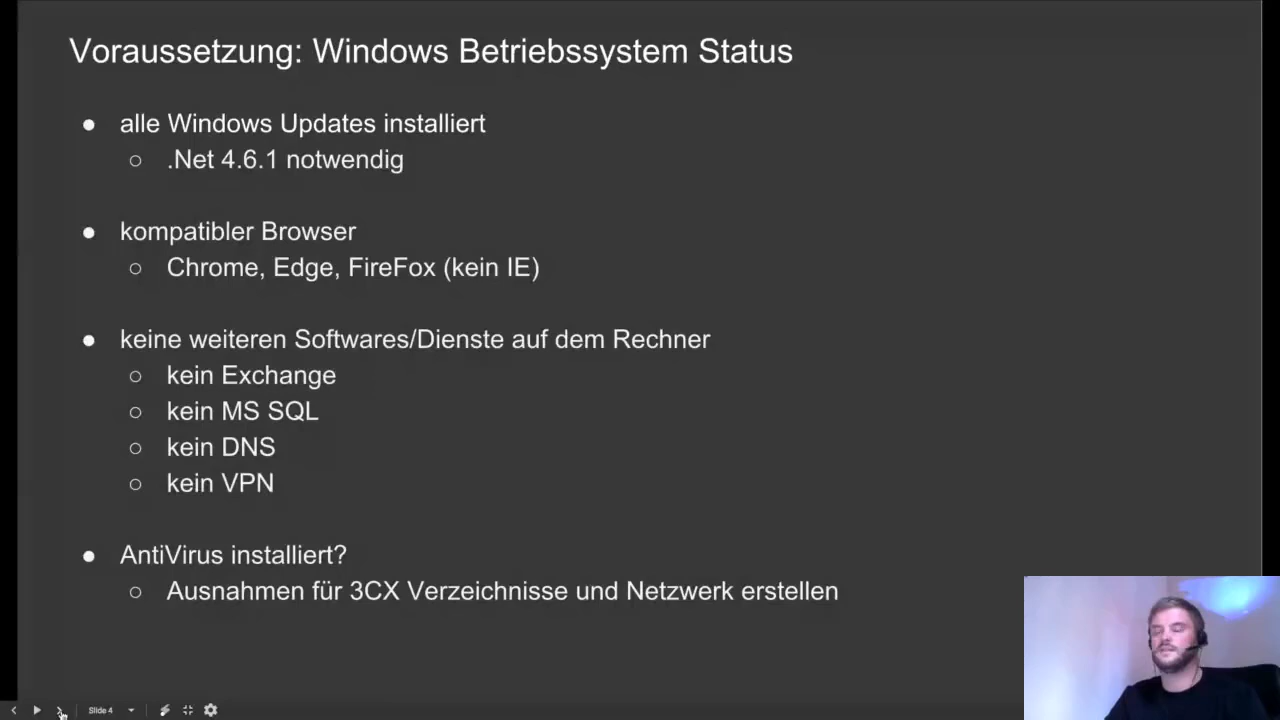 Voraussetzung: Windows Betriebssystem Status
● alle Windows Updates installiert
○ .Net 4.6.1 notwendig
● kompatibler Browser
○ Chrome, Edge, FireFox (kein IE)
● keine weiteren Softwares/Dienste auf dem Rechner
○ kein Exchange
○ kein MS SQL
○ kein DNS
○ kein VPN
● AntiVirus installiert?
○ Ausnahmen für 3CX Verzeichnisse und Netzwerk erstellen
Slide 4